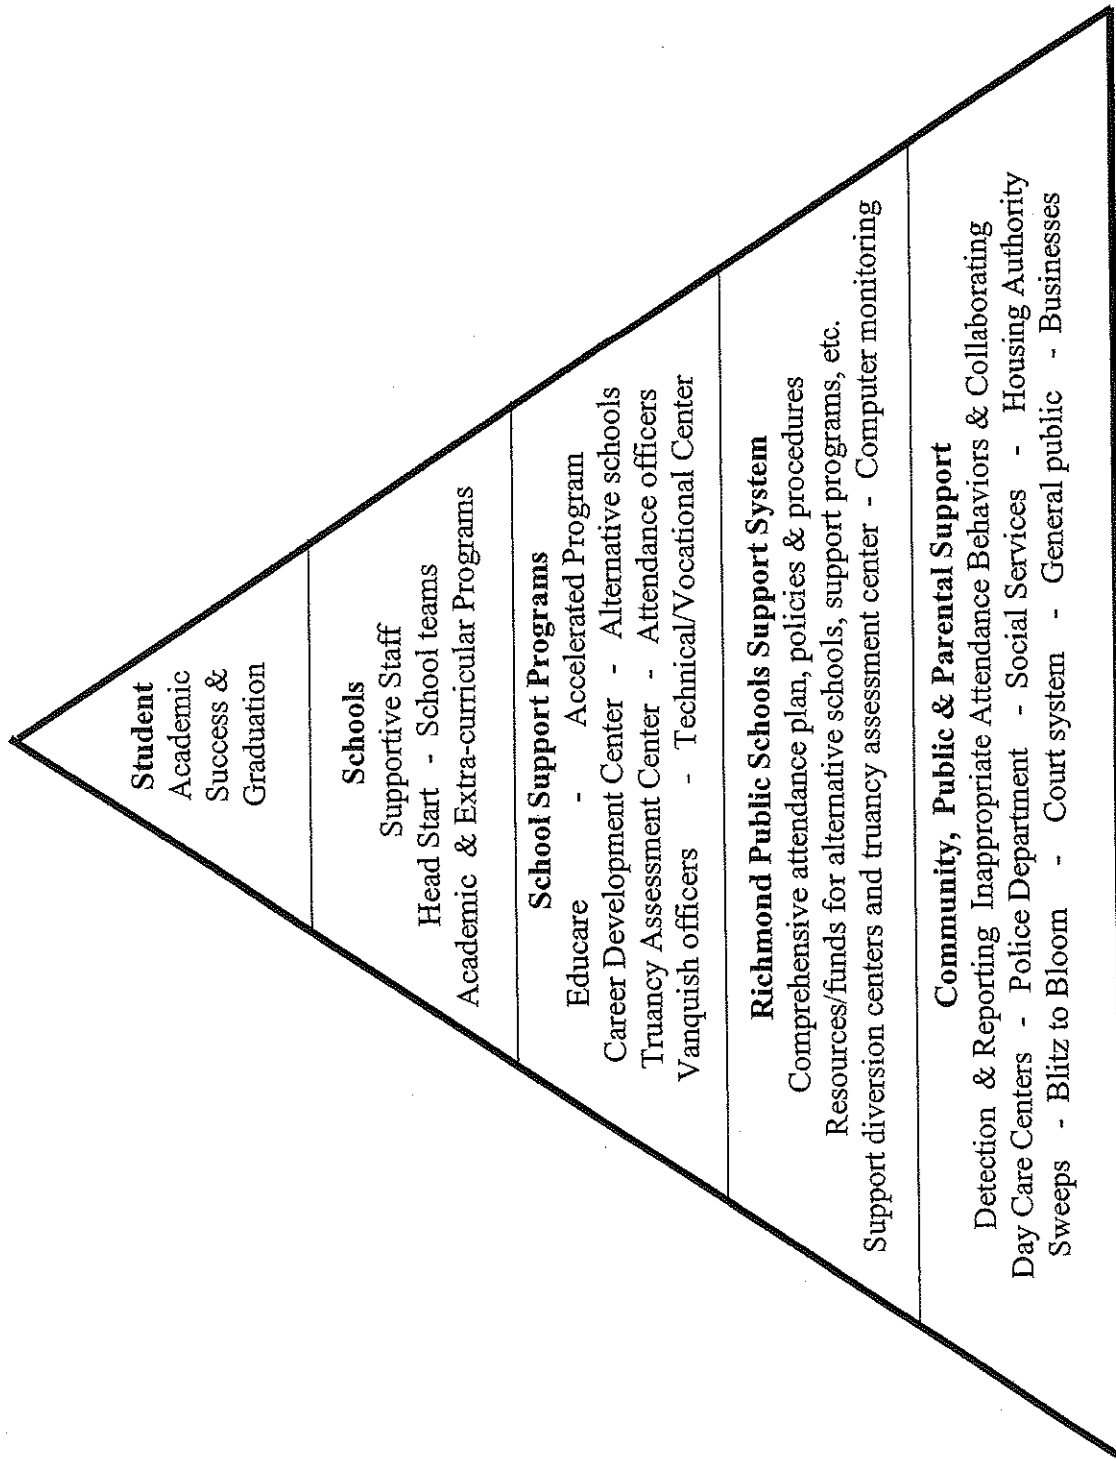 Student
Academic
Success &
Graduation
Schools
Supportive Staff
Head Start - School teams
Academic & Extra-curricular Programs
School Support Programs
Educare - Accelerated Program
Career Development Center - Alternative schools
Truancy Assessment Center - Attendance officers
Vanquish officers - Technical/Vocational Center
Richmond Public Schools Support System
Comprehensive attendance plan, policies & procedures
Resources/funds for alternative schools, support programs, etc.
Support diversion centers and truancy assessment center - Computer monitoring
Community, Public & Parental Support
Detection & Reporting Inappropriate Attendance Behaviors & Collaborating
Day Care Centers - Police Department - Social Services - Housing Authority
Sweeps - Blitz to Bloom - Court system - General public - Businesses